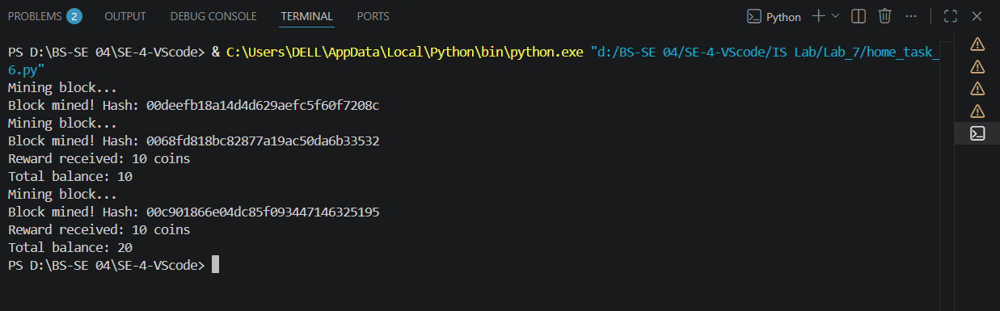 PROBLEMS 2 OUTPUT DEBUG CONSOLE TERMINAL PORTS Python
PS D:\BS-SE 04\SE-4-VScode> & C:\Users\DELL\AppData\Local\Python\bin\python.exe "d:/BS-SE 04/SE-4-VScode/IS Lab/Lab_7/home_task_
6.py"
Mining block...
Block mined! Hash: 00deefb18a14d4d629aefc5f60f7208c
Mining block...
Block mined! Hash: 0068fd818bc82877a19ac50da6b33532
Reward received: 10 coins
Total balance: 10
Mining block...
Block mined! Hash: 00c901866e04dc85f093447146325195
Reward received: 10 coins
Total balance: 20
PS D:\BS-SE 04\SE-4-VScode>